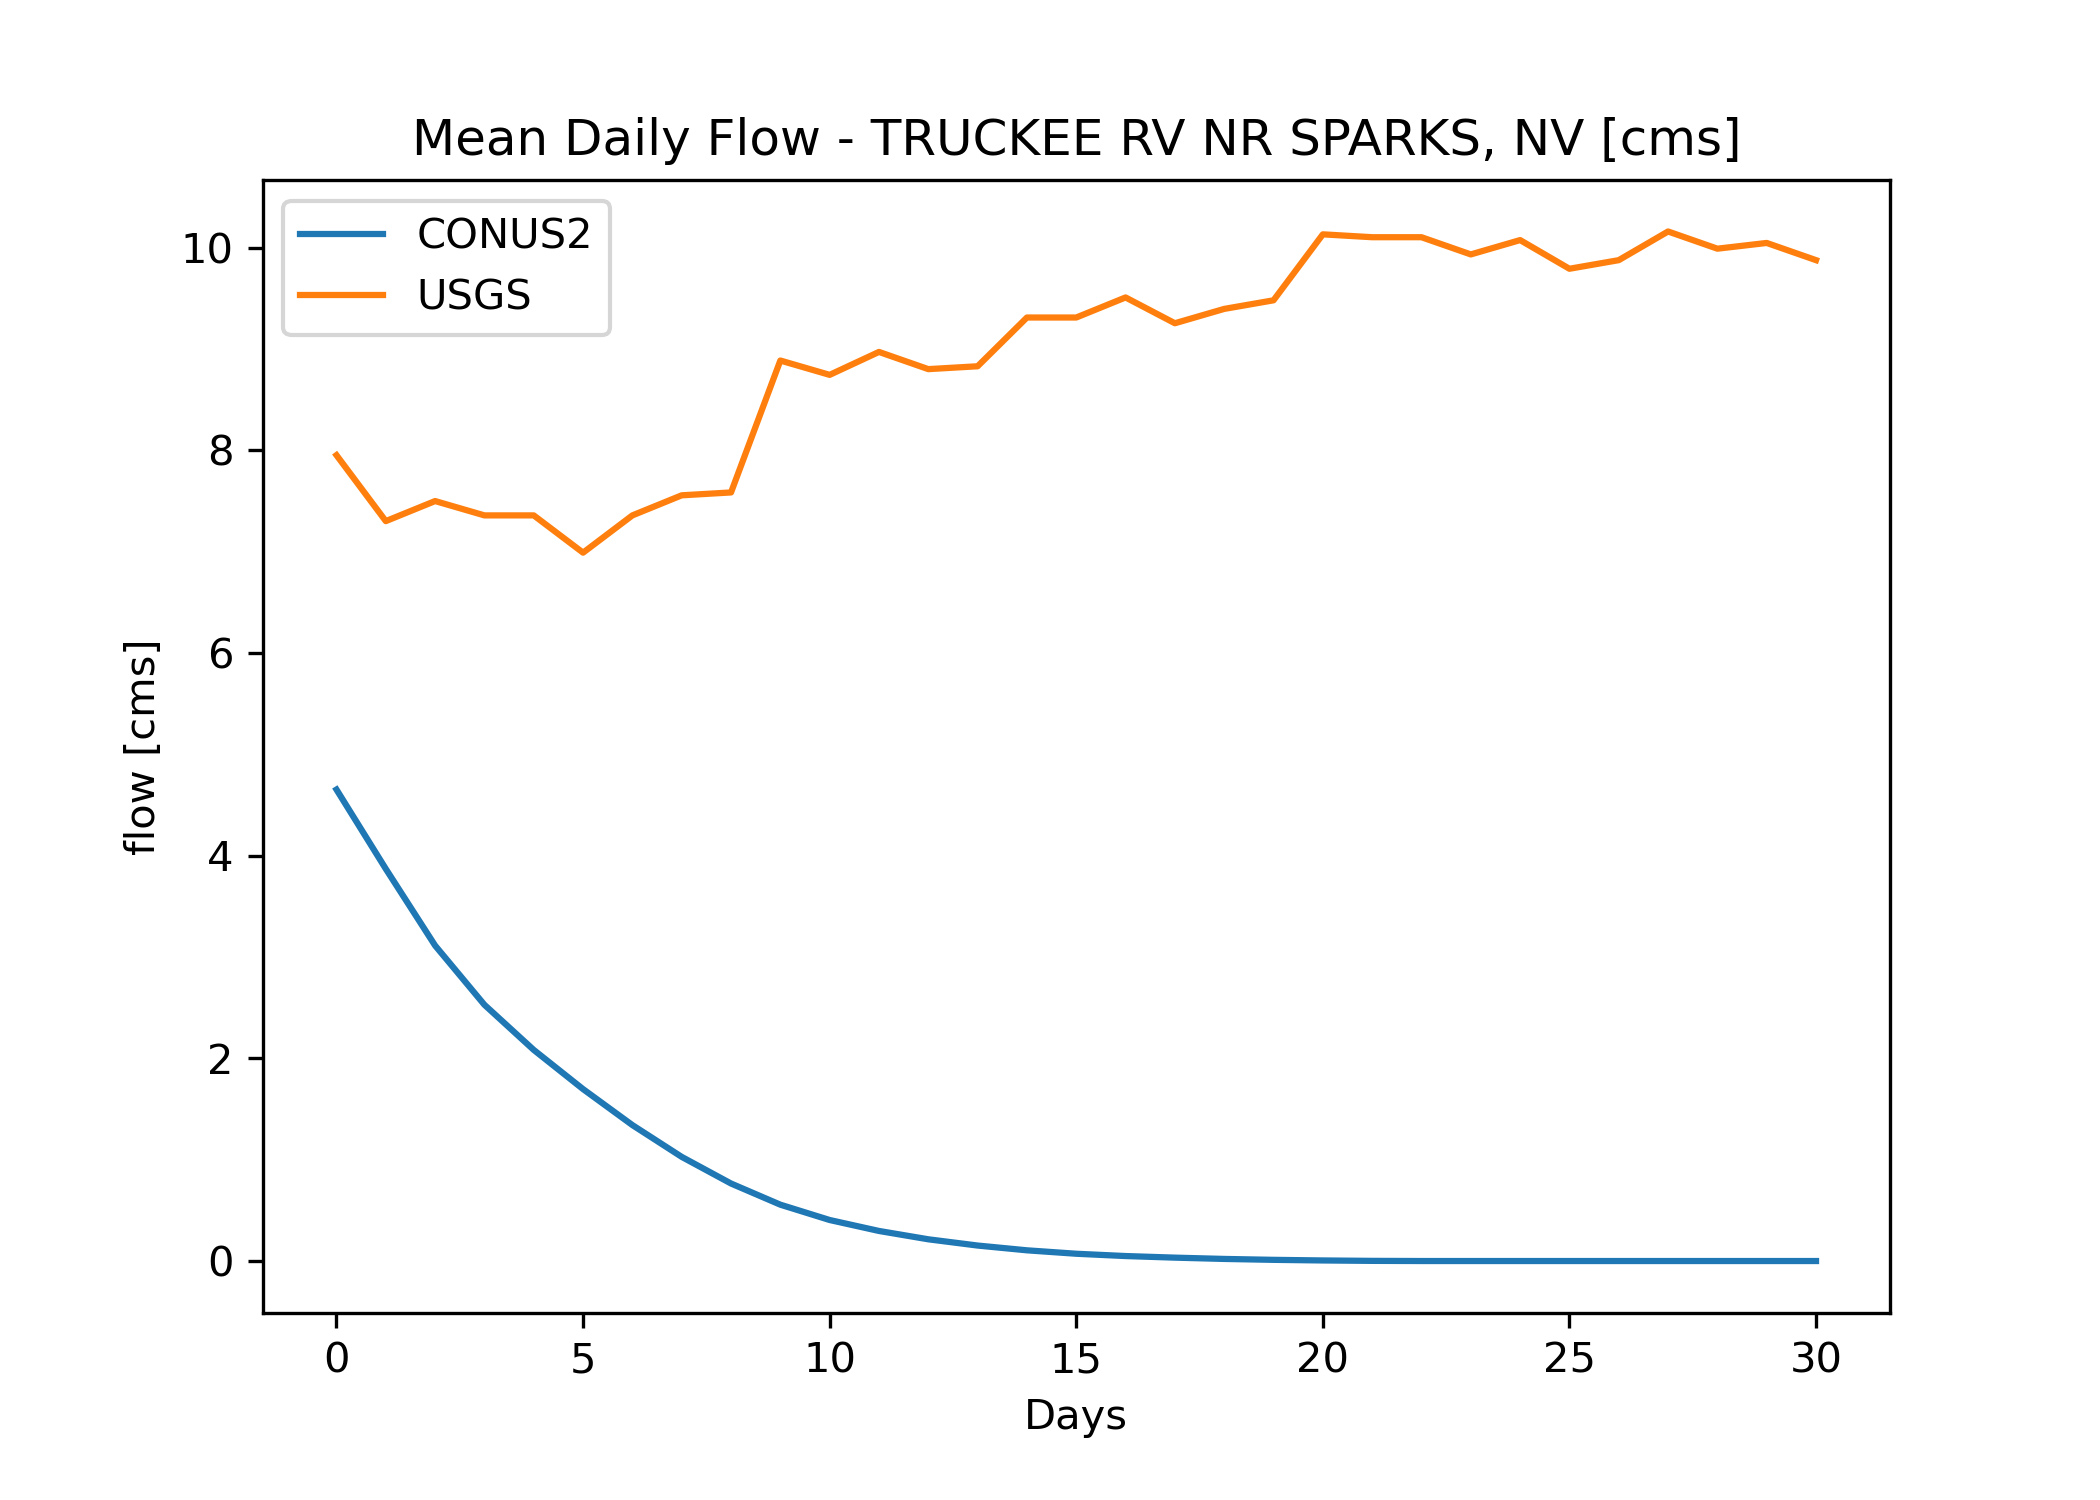 Mean Daily Flow - TRUCKEE RV NR SPARKS, NV [cms]
CONUS2
USGS
flow [cms]
10
8
6
4
2
0
0 5 10 15 20 25 30
Days